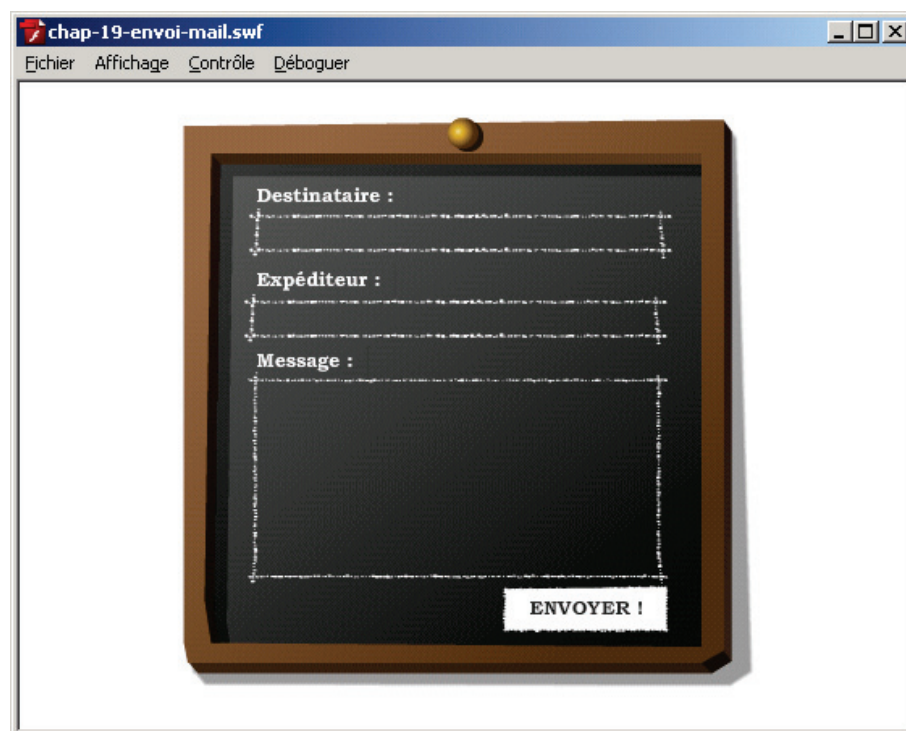 chap-19-envoi-mail.swf
Fichier Affichage Contrôle Déboguer
Destinataire :
Expéditeur :
Message :
ENVOYER !